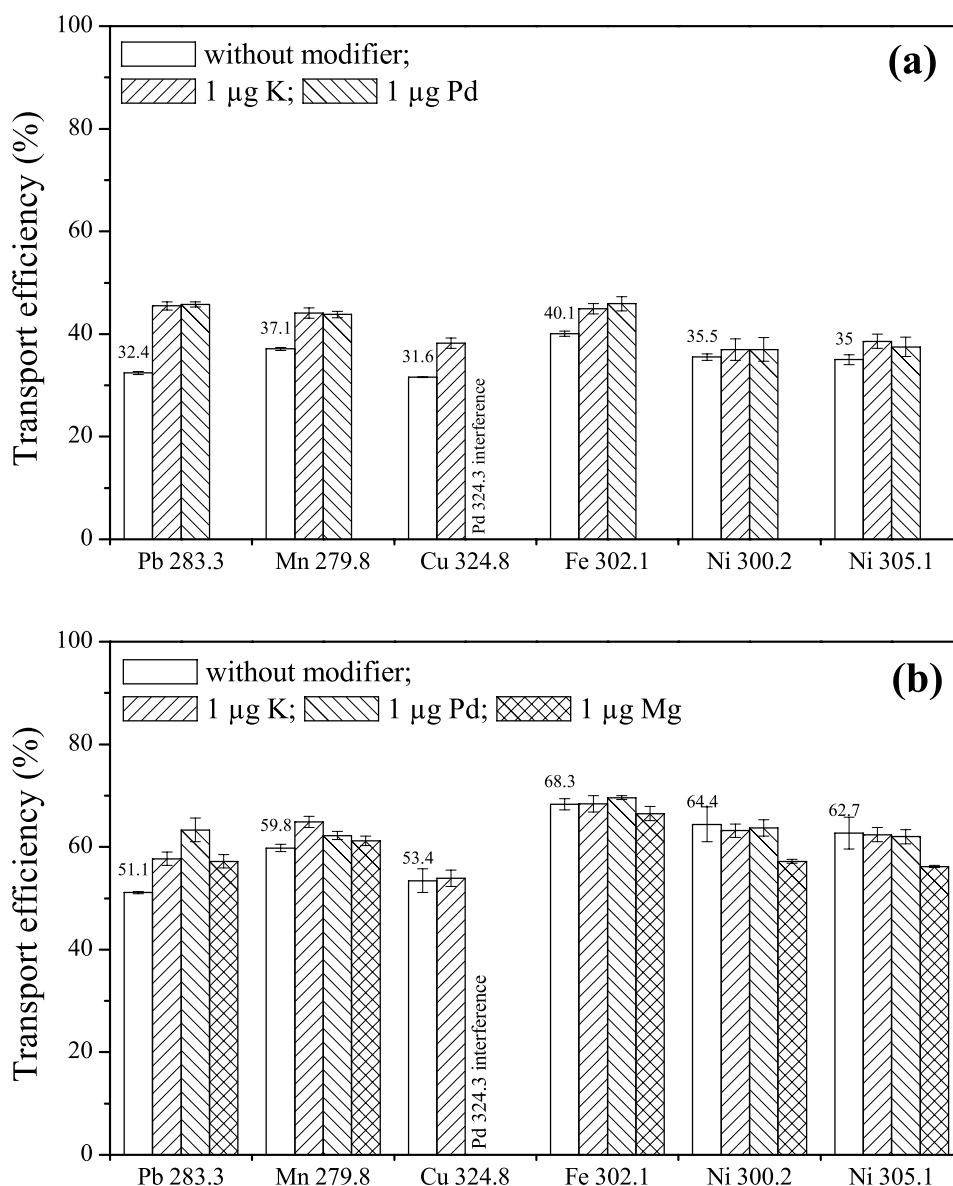 100
80
60
40
20
0
Transport efficiency (%)
without modifier;
1 µg K; 1 µg Pd
(a)
32.4
37.1
31.6
Pd 324.3 interference
40.1
35.5
35
Pb 283.3 Mn 279.8 Cu 324.8 Fe 302.1 Ni 300.2 Ni 305.1
100
80
60
40
20
0
Transport efficiency (%)
without modifier;
1 µg K; 1 µg Pd; 1 µg Mg
(b)
51.1
59.8
53.4
Pd 324.3 interference
68.3
64.4
62.7
Pb 283.3 Mn 279.8 Cu 324.8 Fe 302.1 Ni 300.2 Ni 305.1